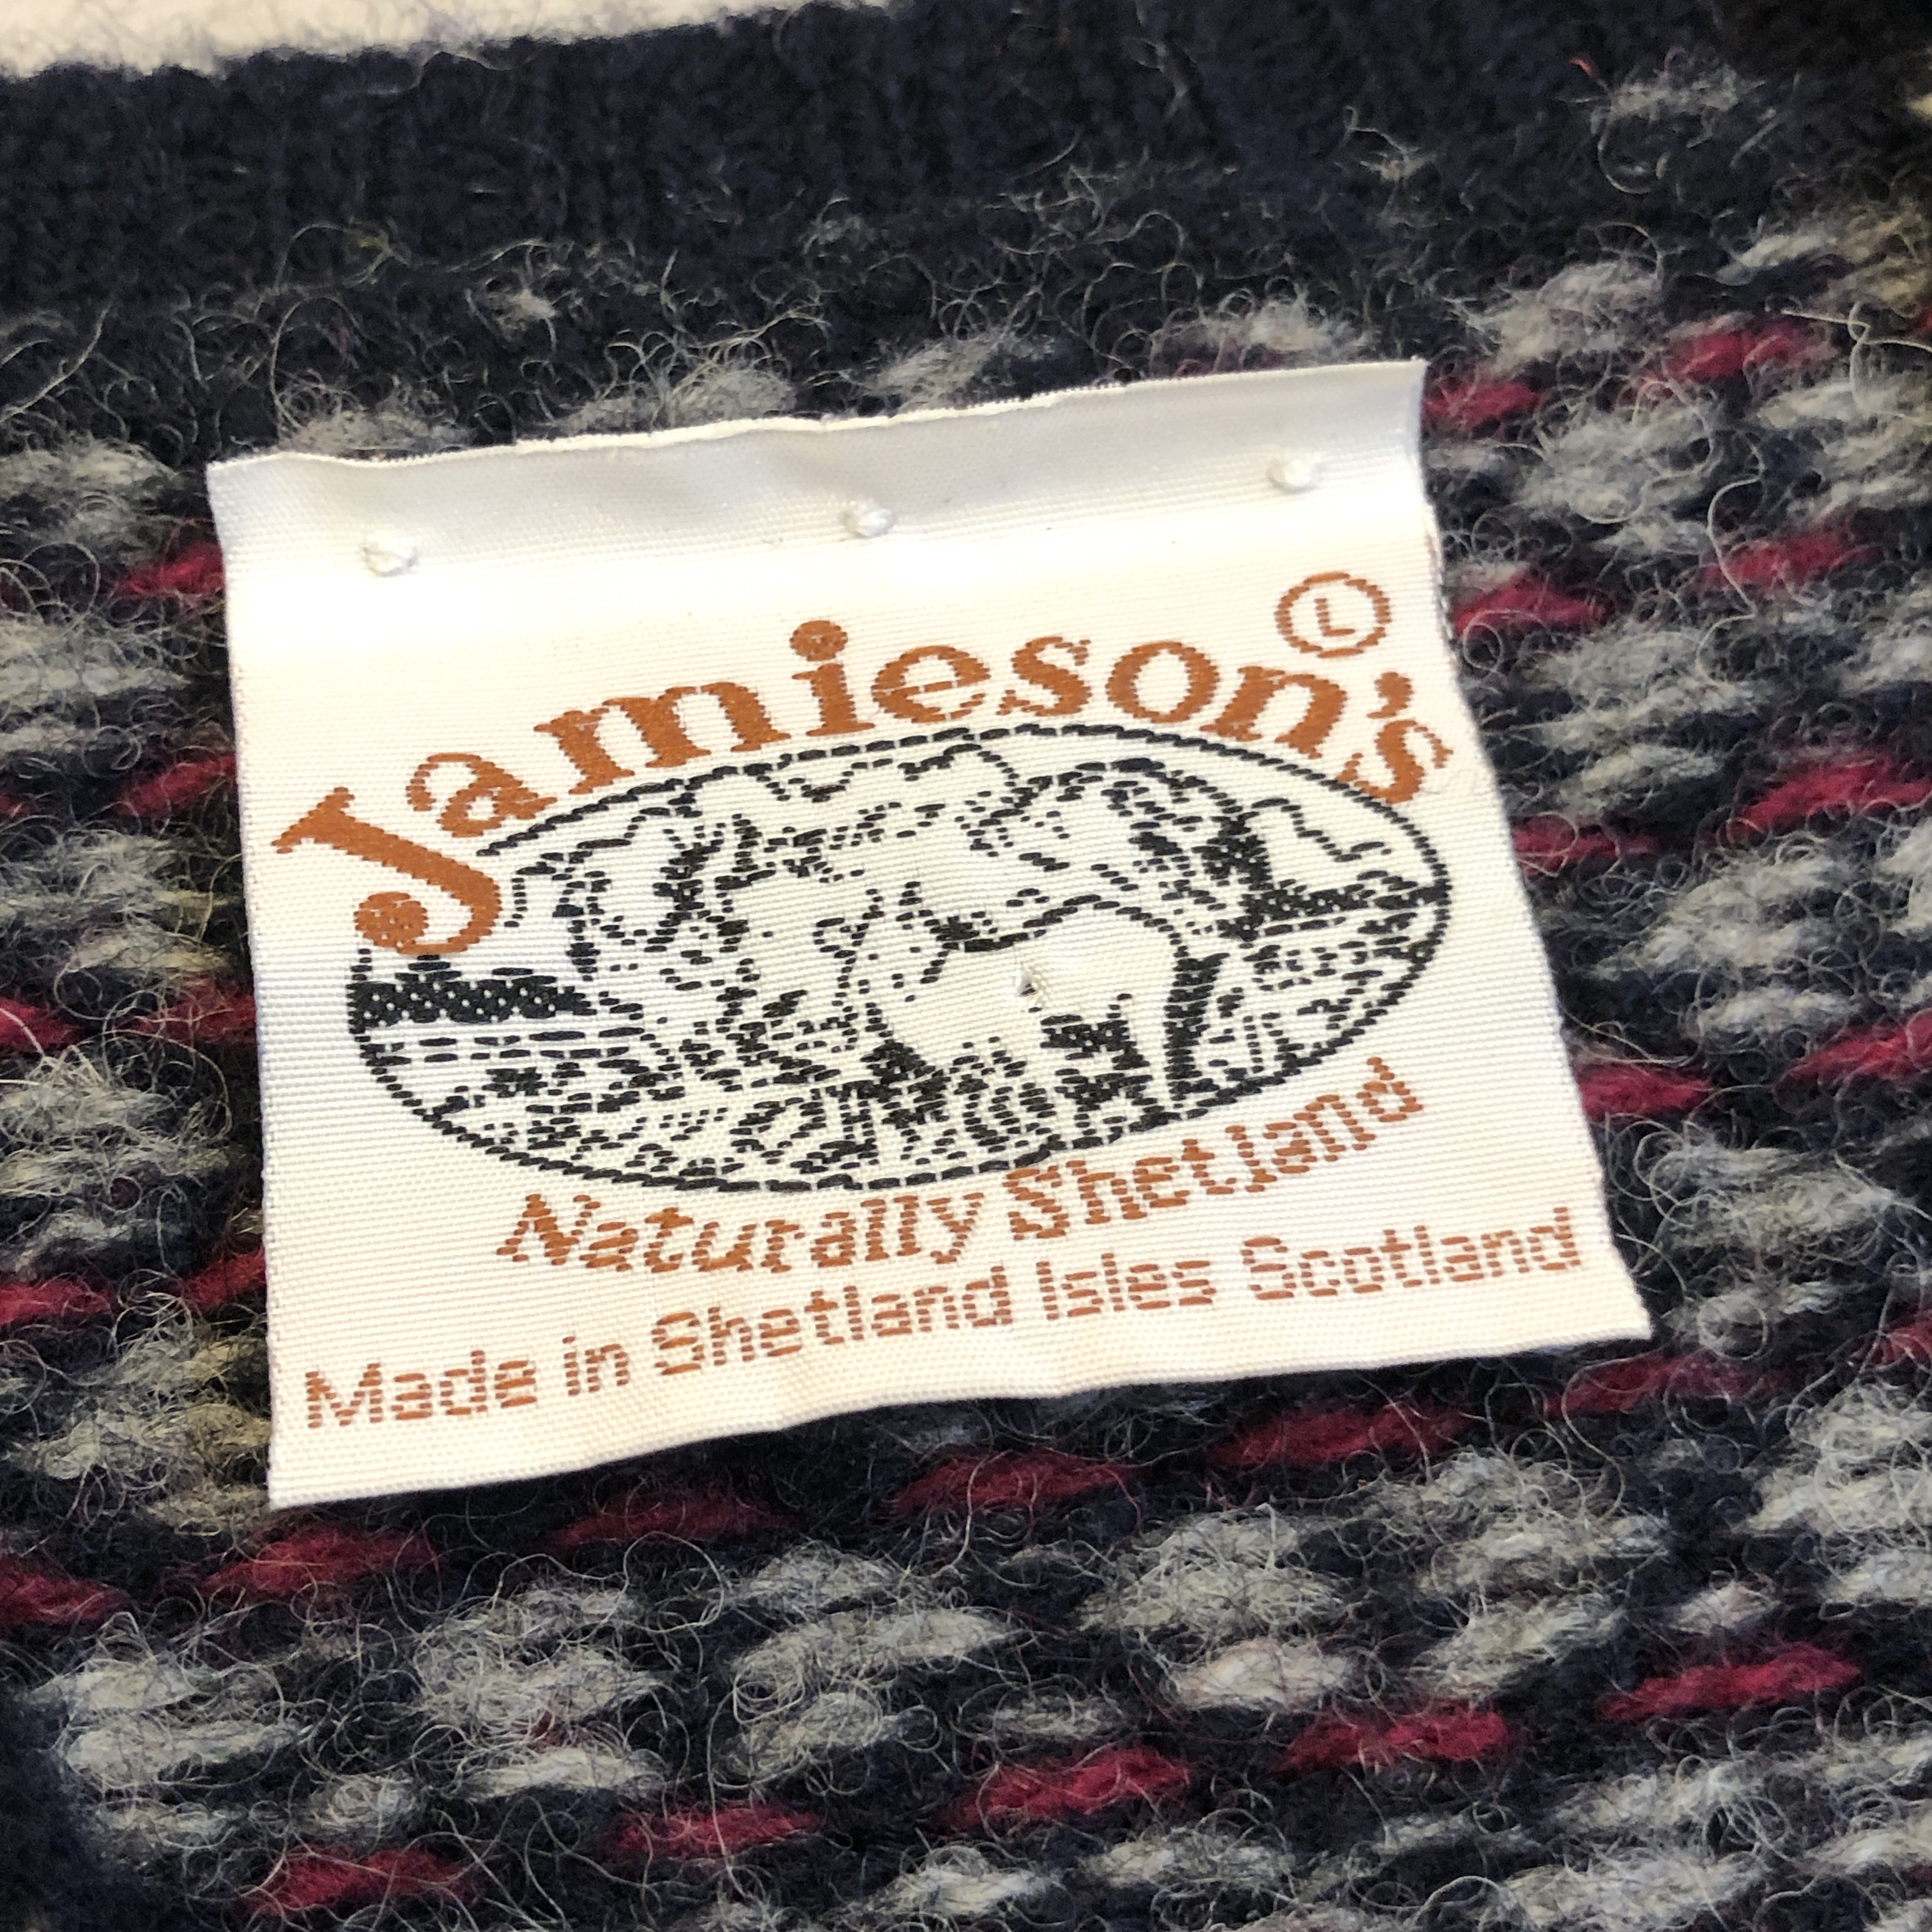 Jamieson's Ⓛ
Naturally Shetland
Made in Shetland Isles Scotland